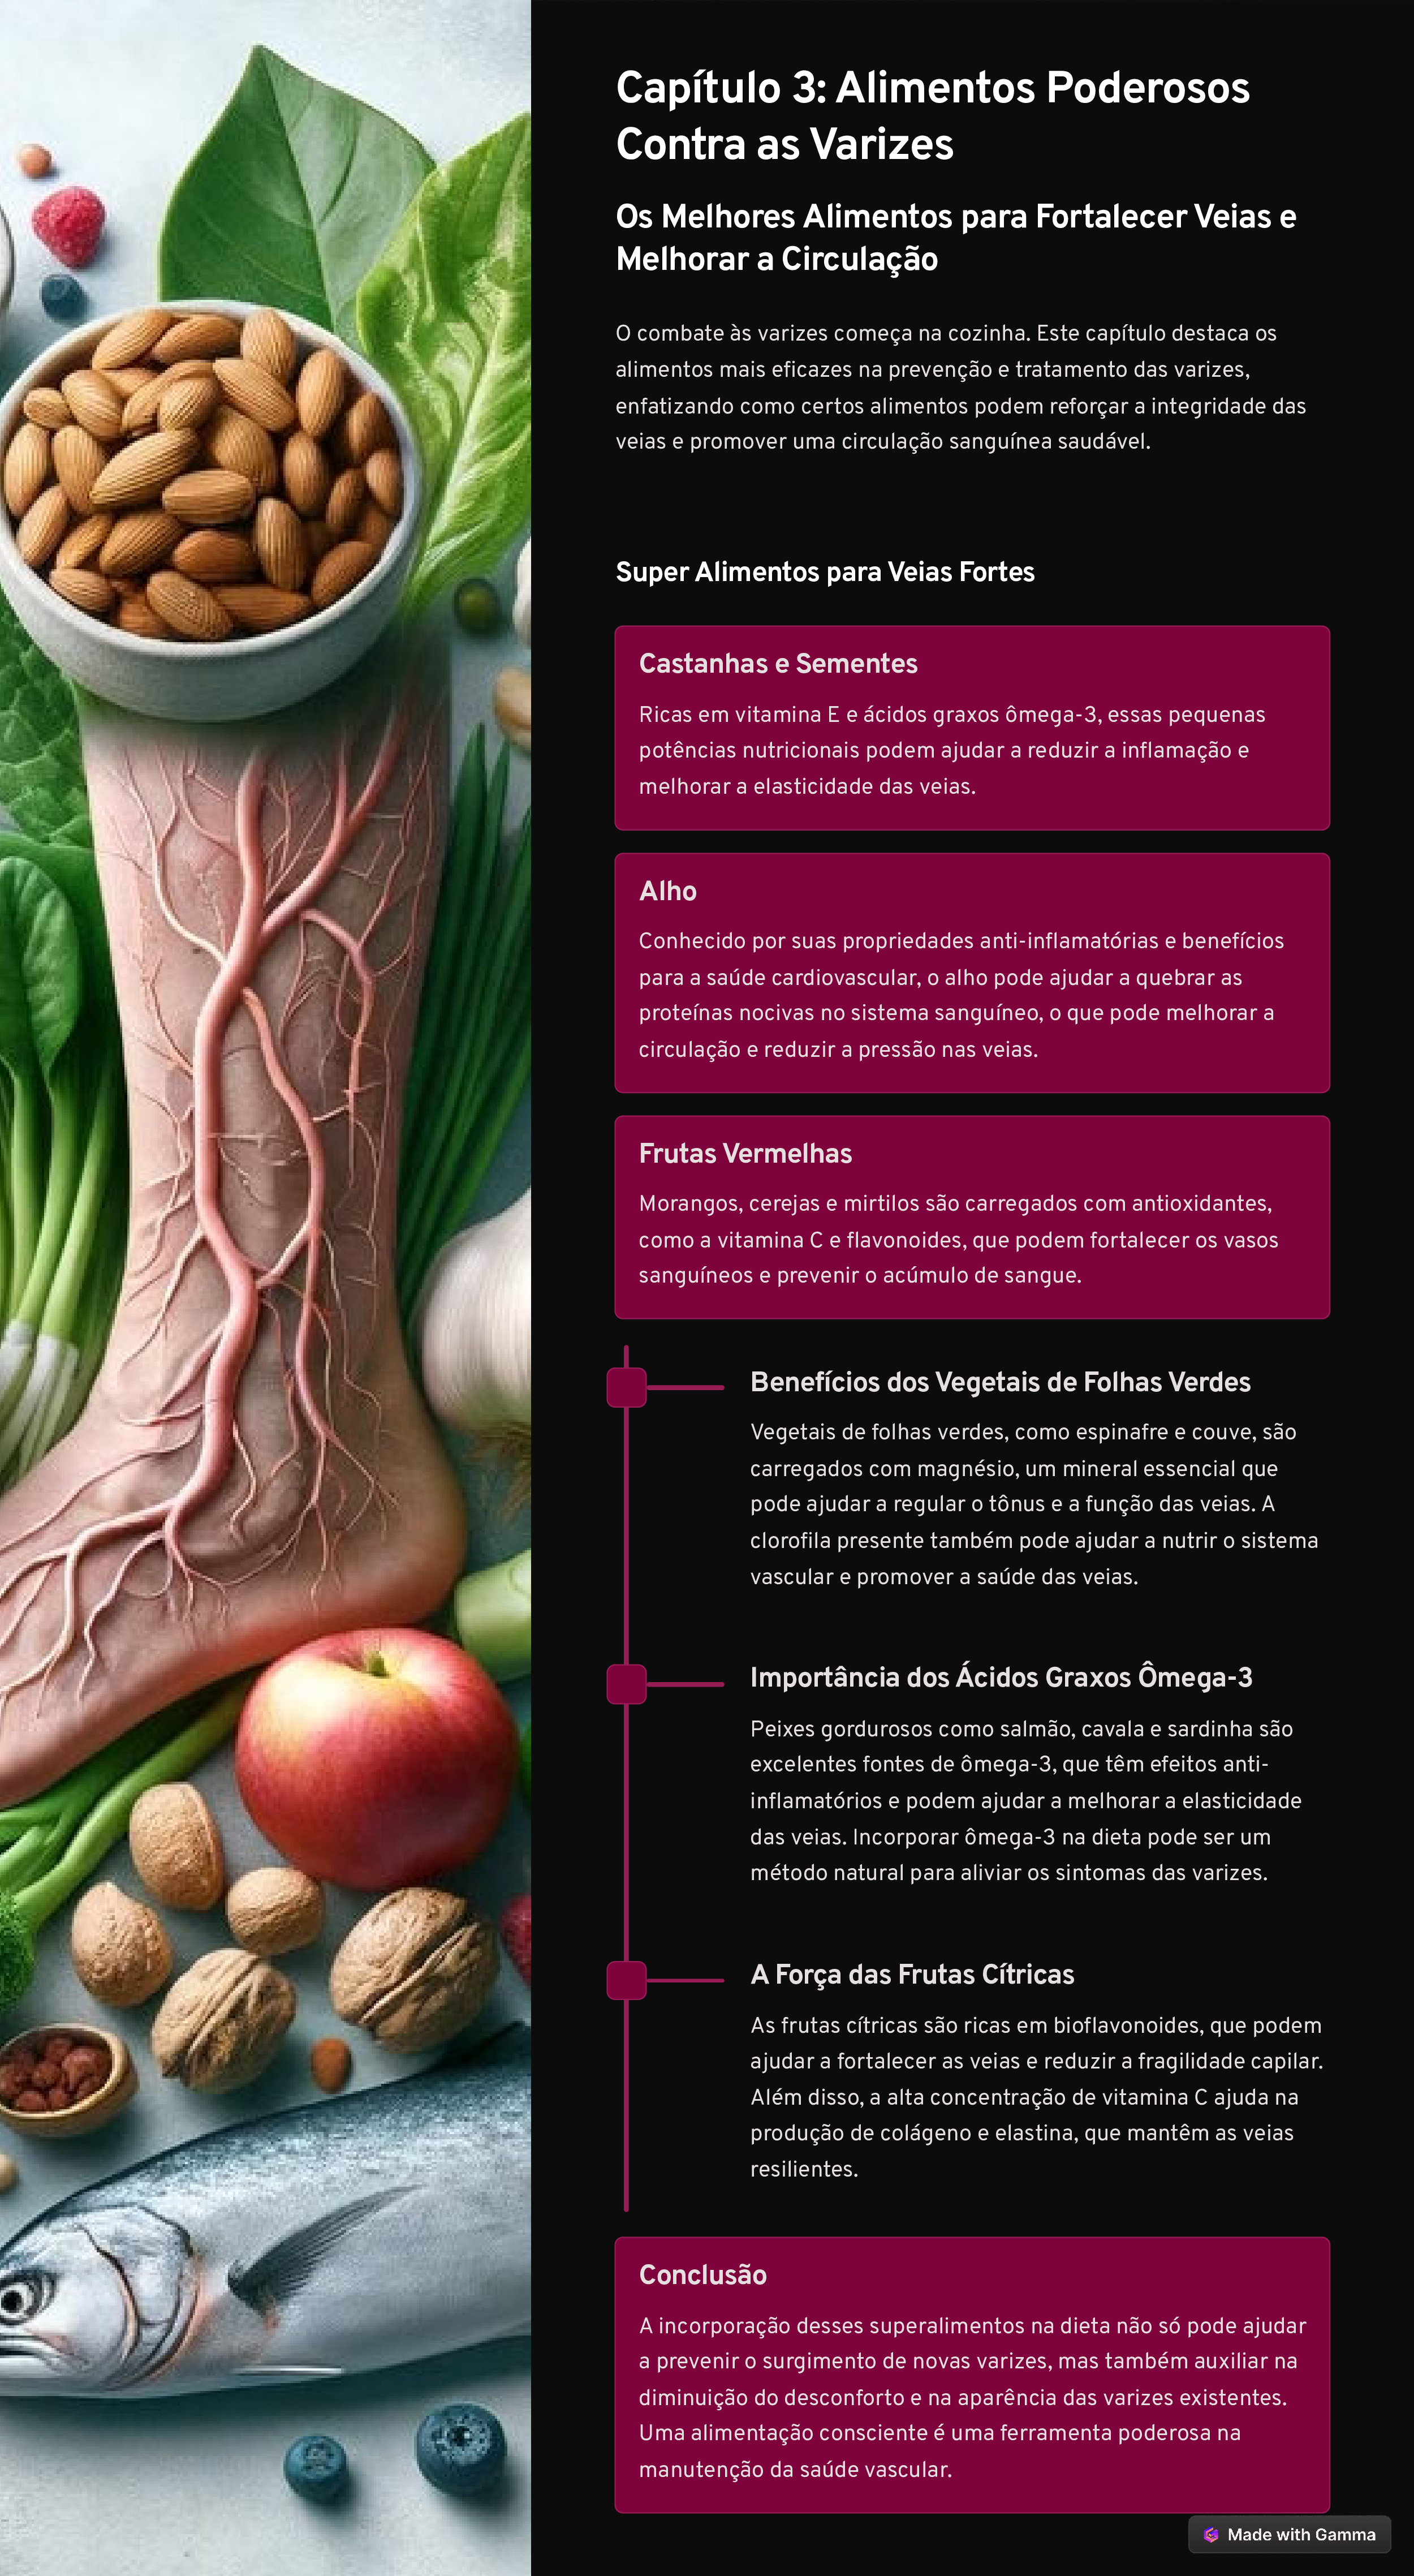 Capítulo 3: Alimentos Poderosos
Contra as Varizes
Os Melhores Alimentos para Fortalecer Veias e
Melhorar a Circulação
O combate às varizes começa na cozinha. Este capítulo destaca os
alimentos mais eficazes na prevenção e tratamento das varizes,
enfatizando como certos alimentos podem reforçar a integridade das
veias e promover uma circulação sanguínea saudável.
Super Alimentos para Veias Fortes
Castanhas e Sementes
Ricas em vitamina E e ácidos graxos ômega-3, essas pequenas
potências nutricionais podem ajudar a reduzir a inflamação e
melhorar a elasticidade das veias.
Alho
Conhecido por suas propriedades anti-inflamatórias e benefícios
para a saúde cardiovascular, o alho pode ajudar a quebrar as
proteínas nocivas no sistema sanguíneo, o que pode melhorar a
circulação e reduzir a pressão nas veias.
Frutas Vermelhas
Morangos, cerejas e mirtilos são carregados com antioxidantes,
como a vitamina C e flavonoides, que podem fortalecer os vasos
sanguíneos e prevenir o acúmulo de sangue.
Benefícios dos Vegetais de Folhas Verdes
Vegetais de folhas verdes, como espinafre e couve, são
carregados com magnésio, um mineral essencial que
pode ajudar a regular o tônus e a função das veias. A
clorofila presente também pode ajudar a nutrir o sistema
vascular e promover a saúde das veias.
Importância dos Ácidos Graxos Ômega-3
Peixes gordurosos como salmão, cavala e sardinha são
excelentes fontes de ômega-3, que têm efeitos anti-
inflamatórios e podem ajudar a melhorar a elasticidade
das veias. Incorporar ômega-3 na dieta pode ser um
método natural para aliviar os sintomas das varizes.
A Força das Frutas Cítricas
As frutas cítricas são ricas em bioflavonoides, que podem
ajudar a fortalecer as veias e reduzir a fragilidade capilar.
Além disso, a alta concentração de vitamina C ajuda na
produção de colágeno e elastina, que mantêm as veias
resilientes.
Conclusão
A incorporação desses superalimentos na dieta não só pode ajudar
a prevenir o surgimento de novas varizes, mas também auxiliar na
diminuição do desconforto e na aparência das varizes existentes.
Uma alimentação consciente é uma ferramenta poderosa na
manutenção da saúde vascular.
Made with Gamma